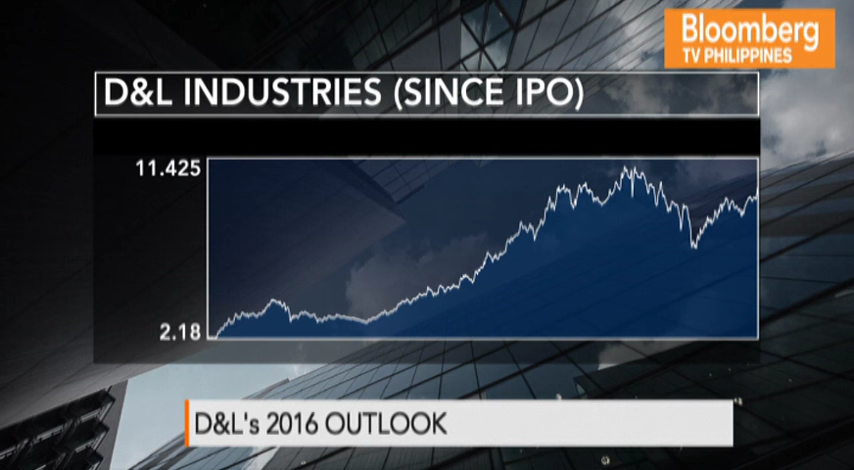 Bloomberg
TV PHILIPPINES
D&L INDUSTRIES (SINCE IPO)
11.425
2.18
D&L's 2016 OUTLOOK